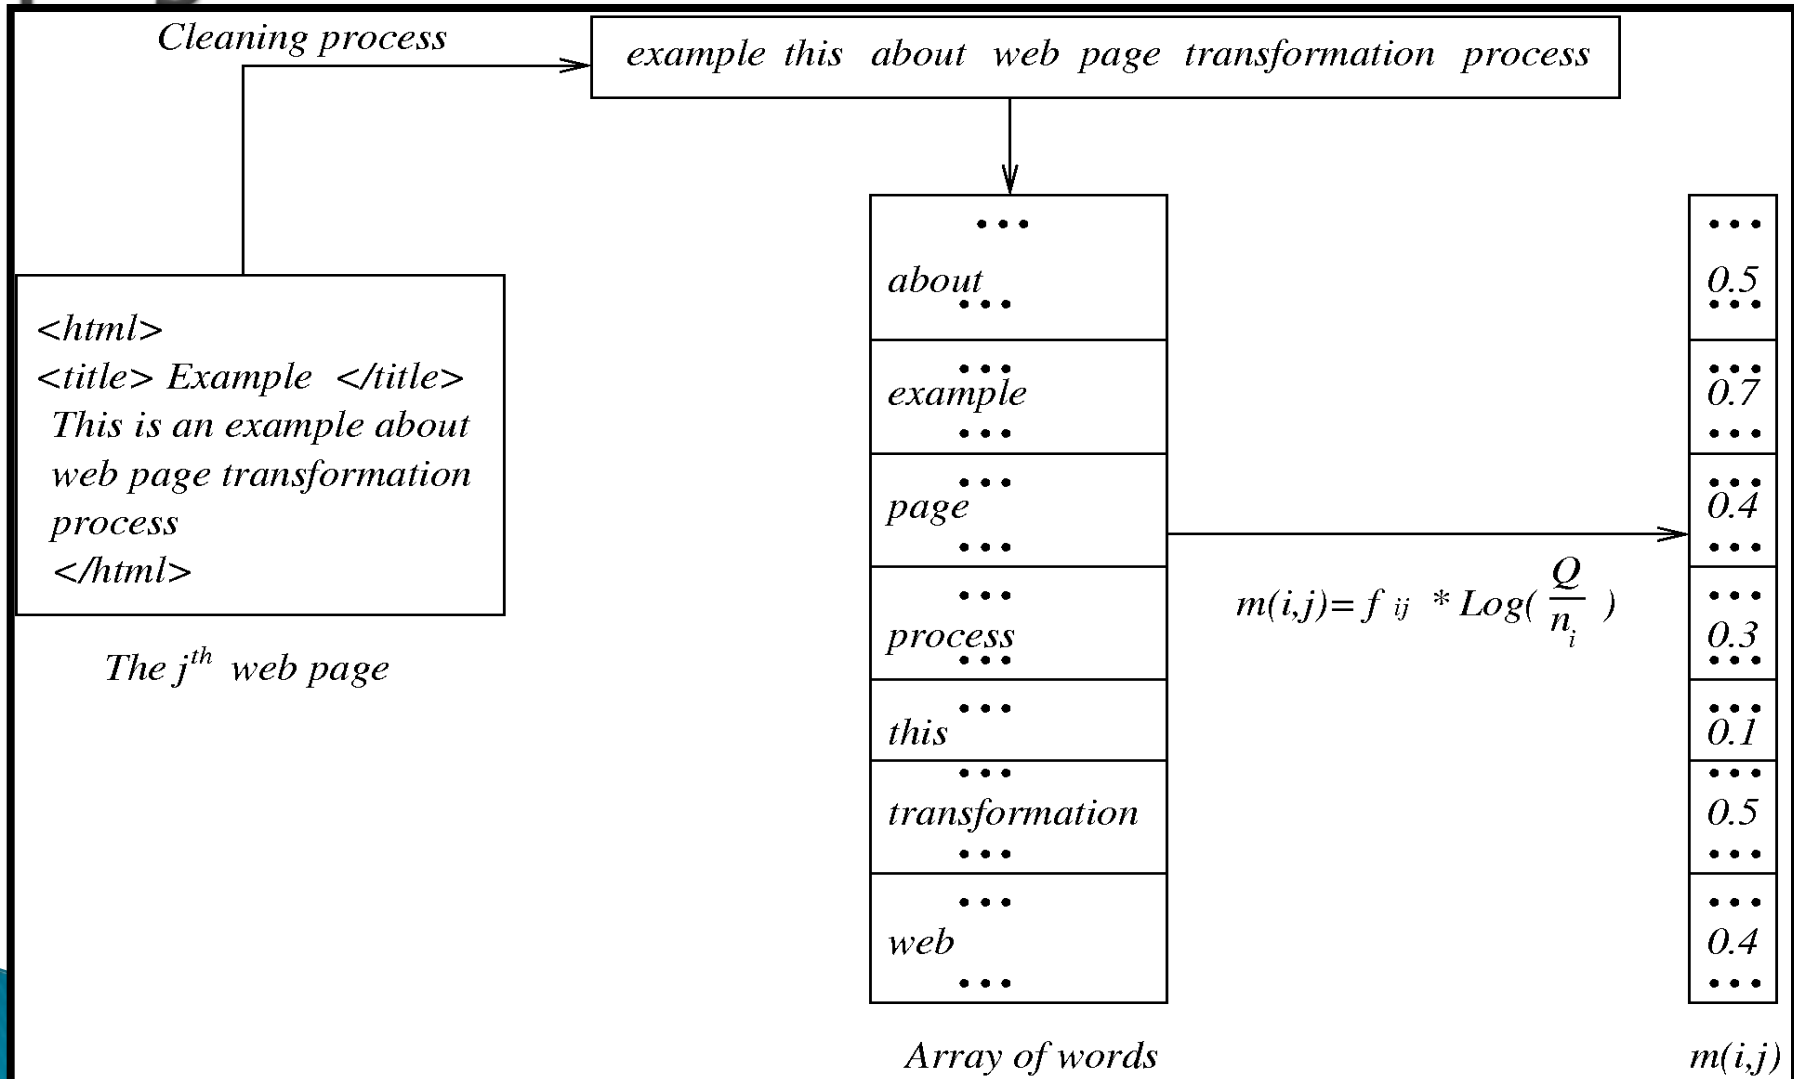 Cleaning process
example this about web page transformation process
<html>
<title> Example </title>
This is an example about
web page transformation
process
</html>
The jth web page
...
about
...
...
example
...
...
page
...
...
process
...
...
this
...
transformation
...
...
web
...
Array of words
m(i,j)= f ij * Log( Q / ni )
...
0.5
...
...
0.7
...
...
0.4
...
...
0.3
...
...
0.1
...
0.5
...
...
0.4
...
m(i,j)